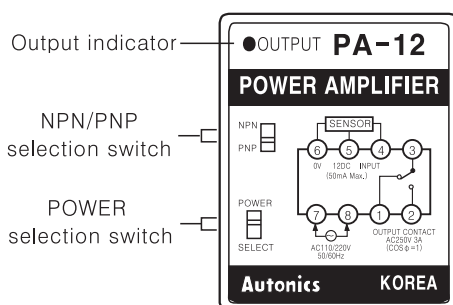 Output indicator
OUTPUT PA-12
POWER AMPLIFIER
NPN/PNP
selection switch
NPN
PNP
SENSOR
6 5 4 3
0V 12DC INPUT
(50mA Max.)
POWER
selection switch
POWER
SELECT
7 8 1 2
AC110/220V
50/60Hz
OUTPUT CONTACT
AC250V 3A
(COSφ=1)
Autonics KOREA